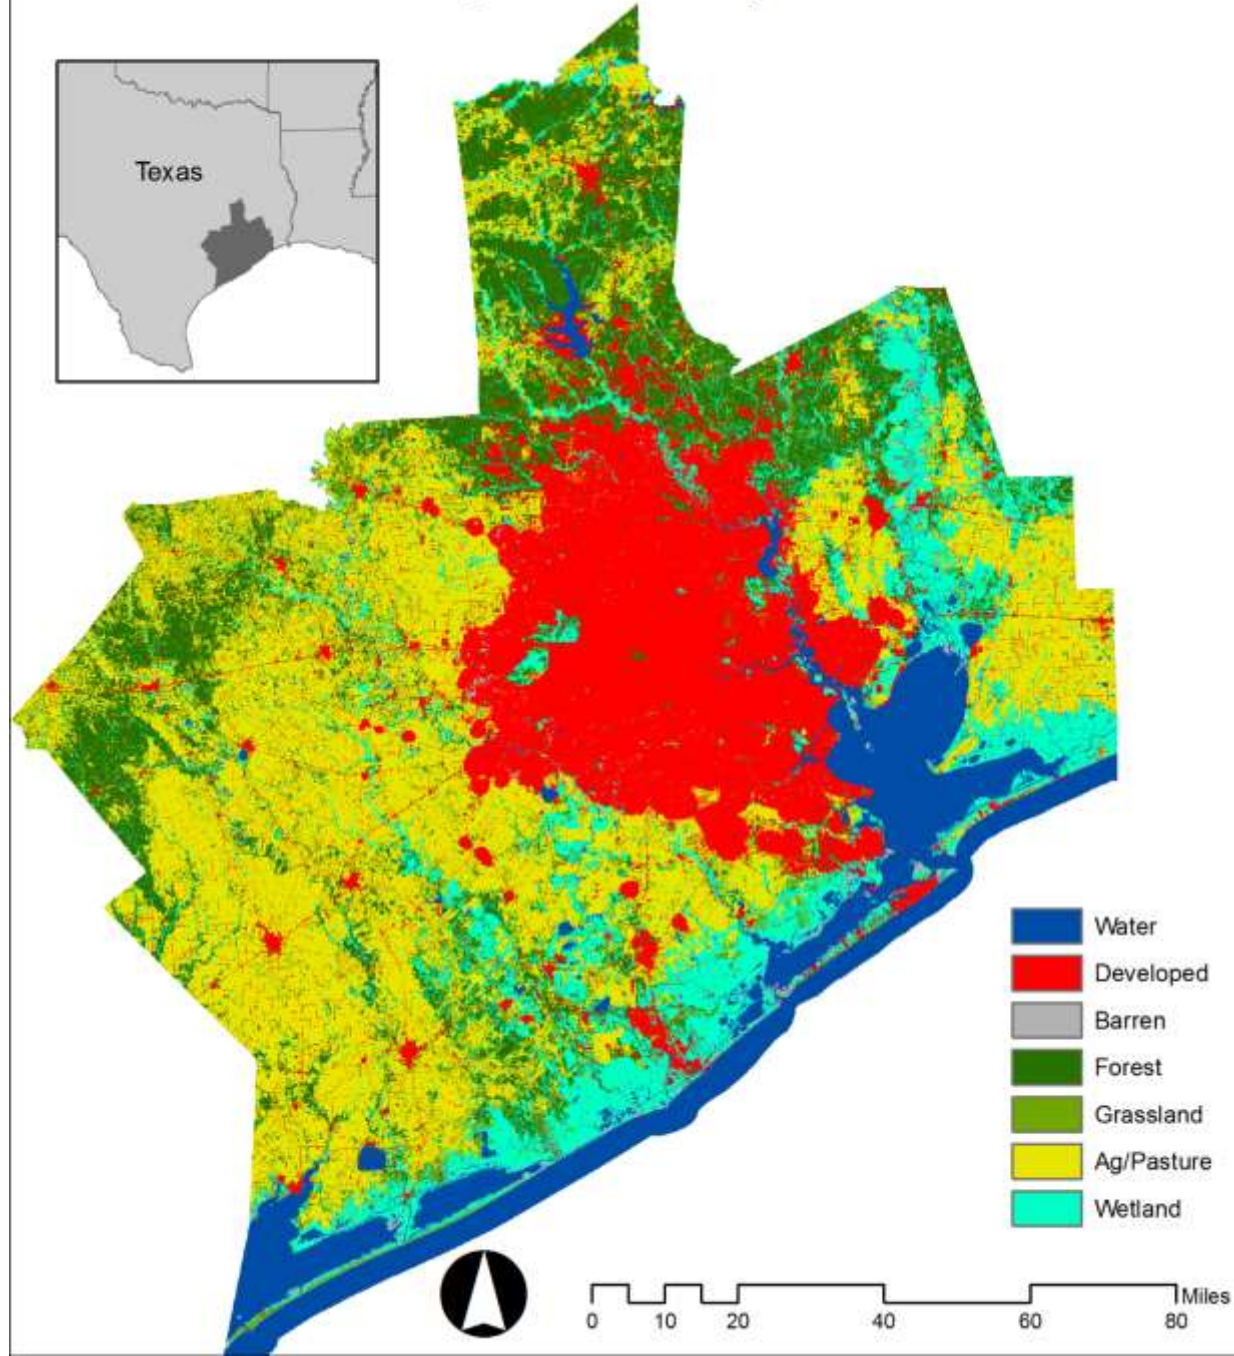 Texas
Water
Developed
Barren
Forest
Grassland
Ag/Pasture
Wetland
Miles
0 10 20 40 60 80